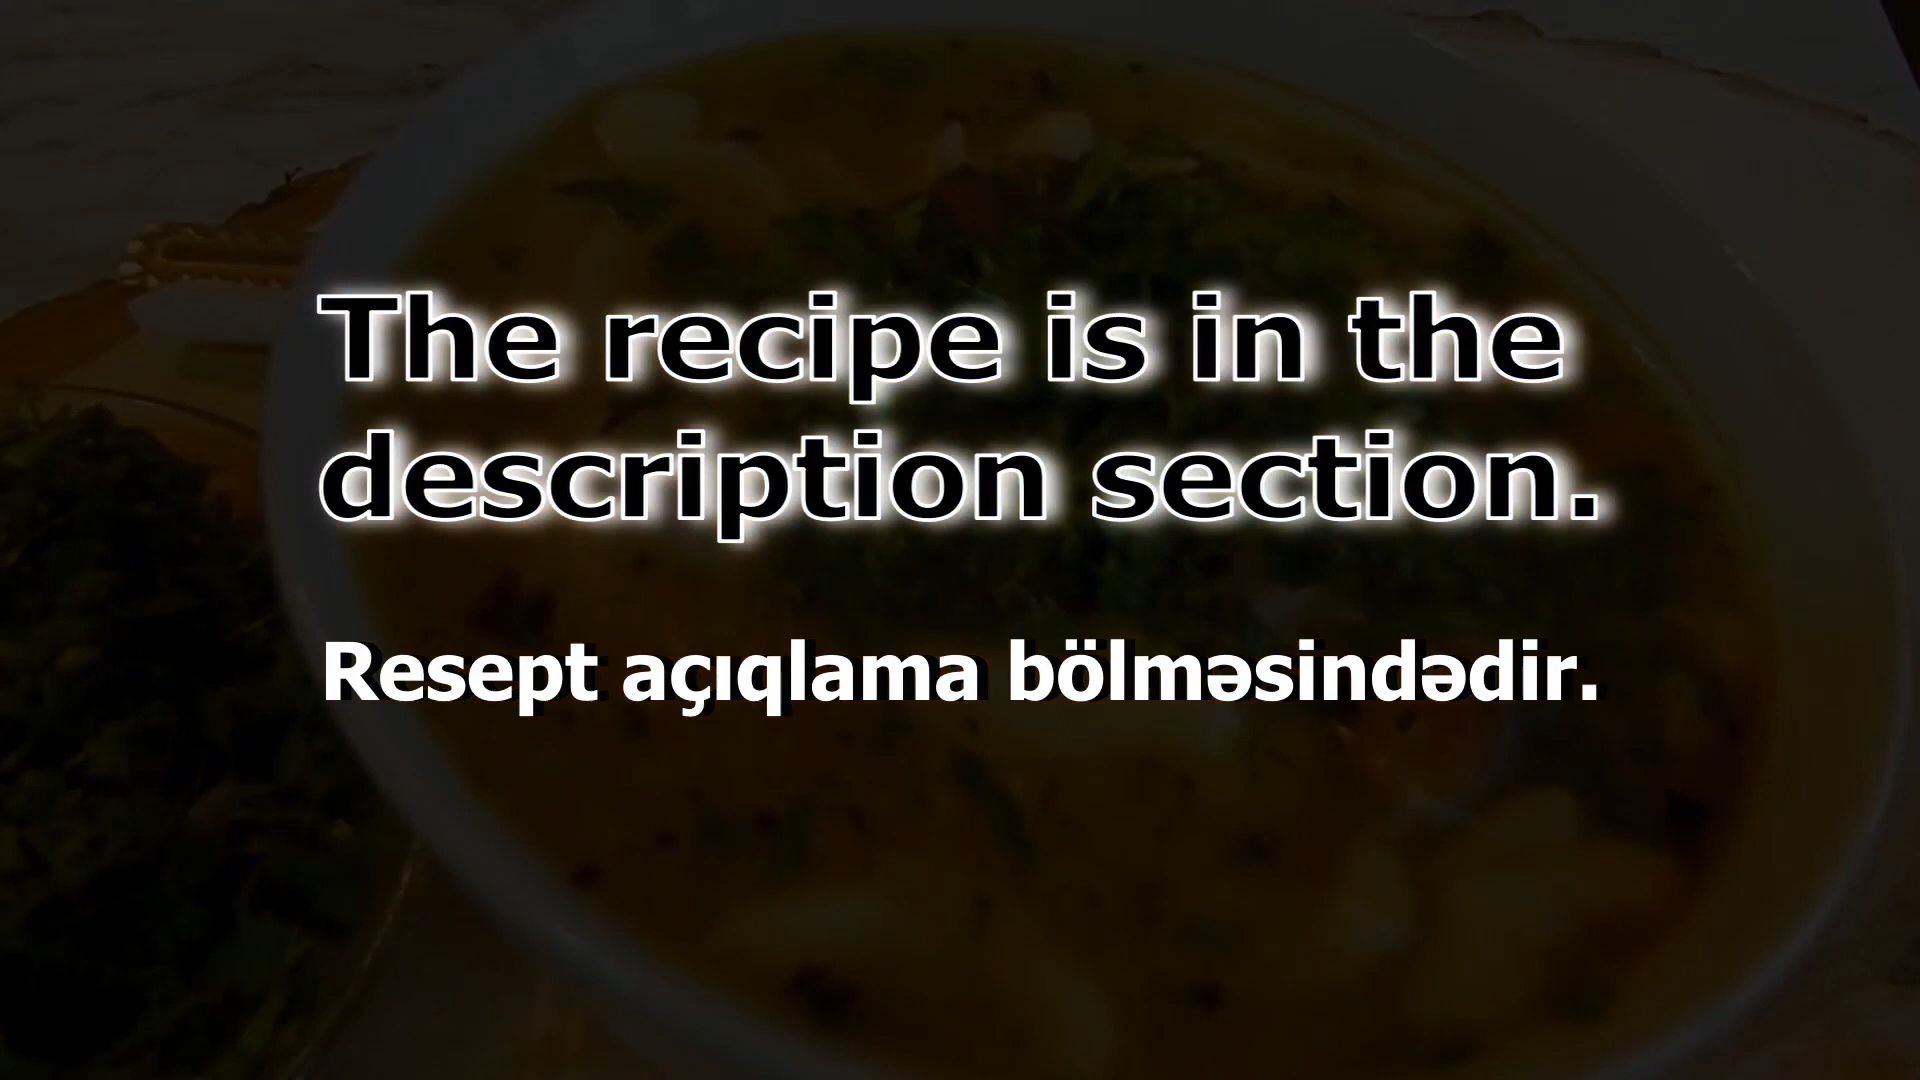 The recipe is in the
description section.
Resept açıqlama bölməsindədir.